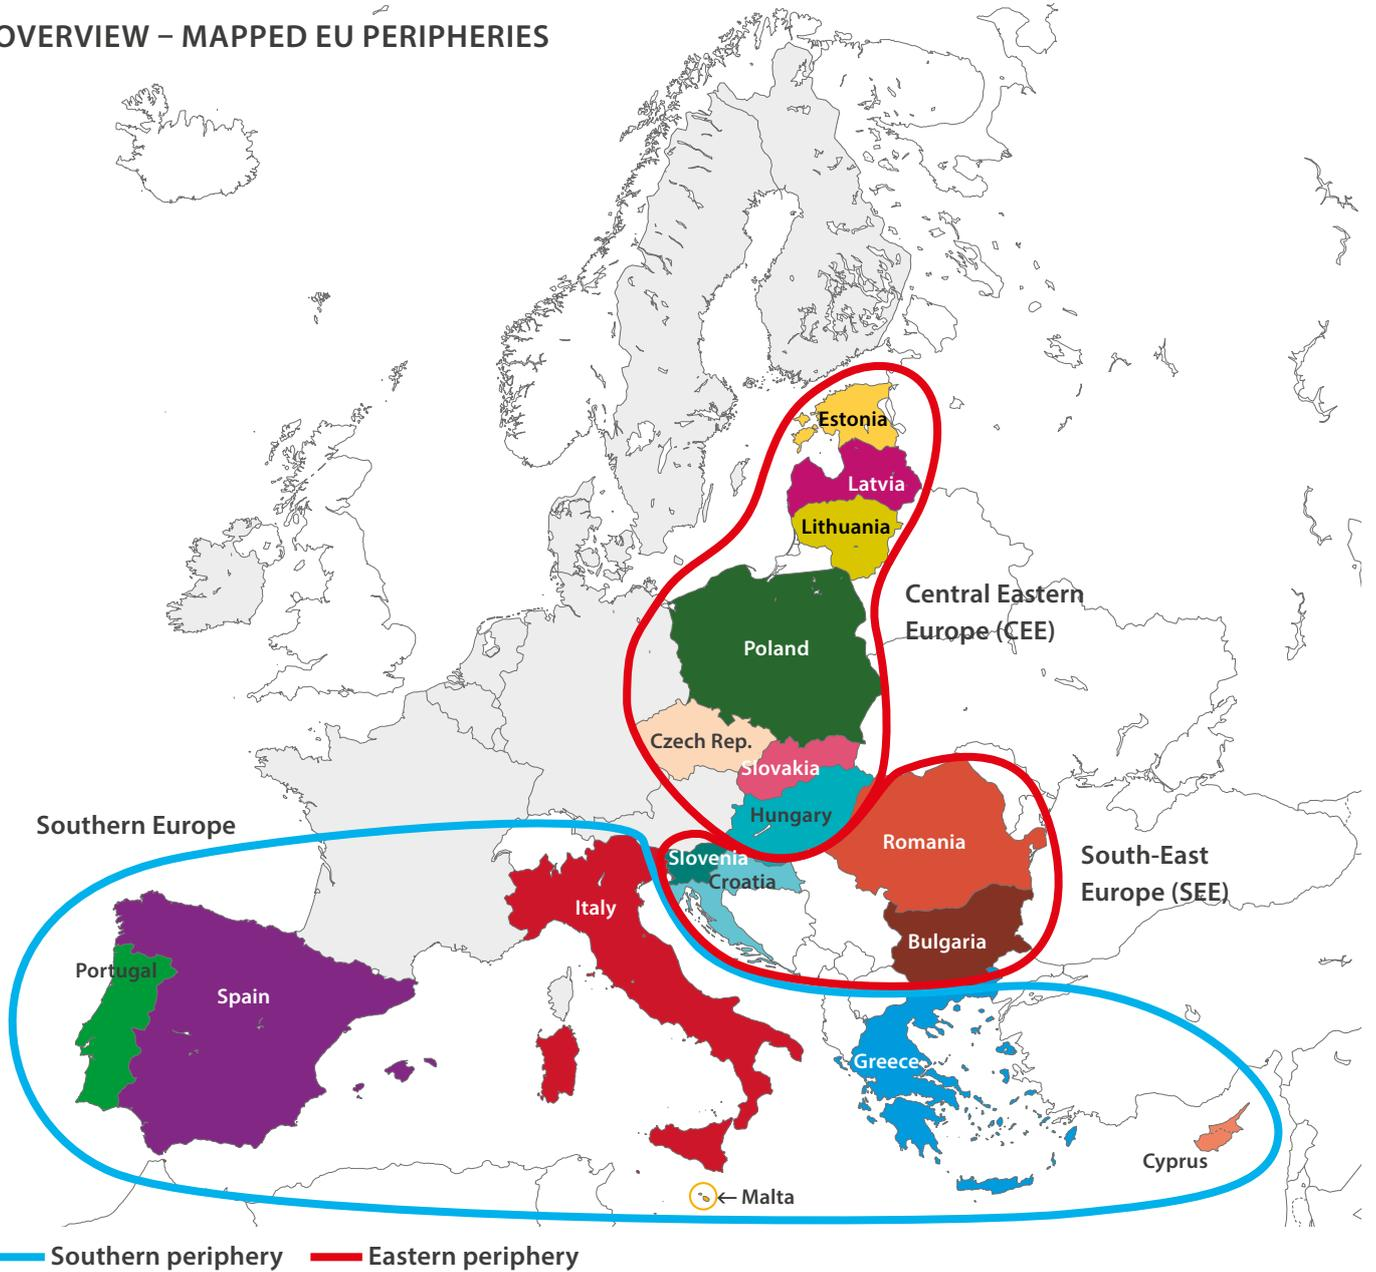 OVERVIEW – MAPPED EU PERIPHERIES
Estonia
Latvia
Lithuania
Central Eastern
Europe (CEE)
Poland
Czech Rep.
Slovakia
Hungary
Southern Europe
Romania
South-East
Europe (SEE)
Slovenia
Croatia
Italy
Bulgaria
Portugal
Spain
Greece
Cyprus
← Malta
Southern periphery
Eastern periphery